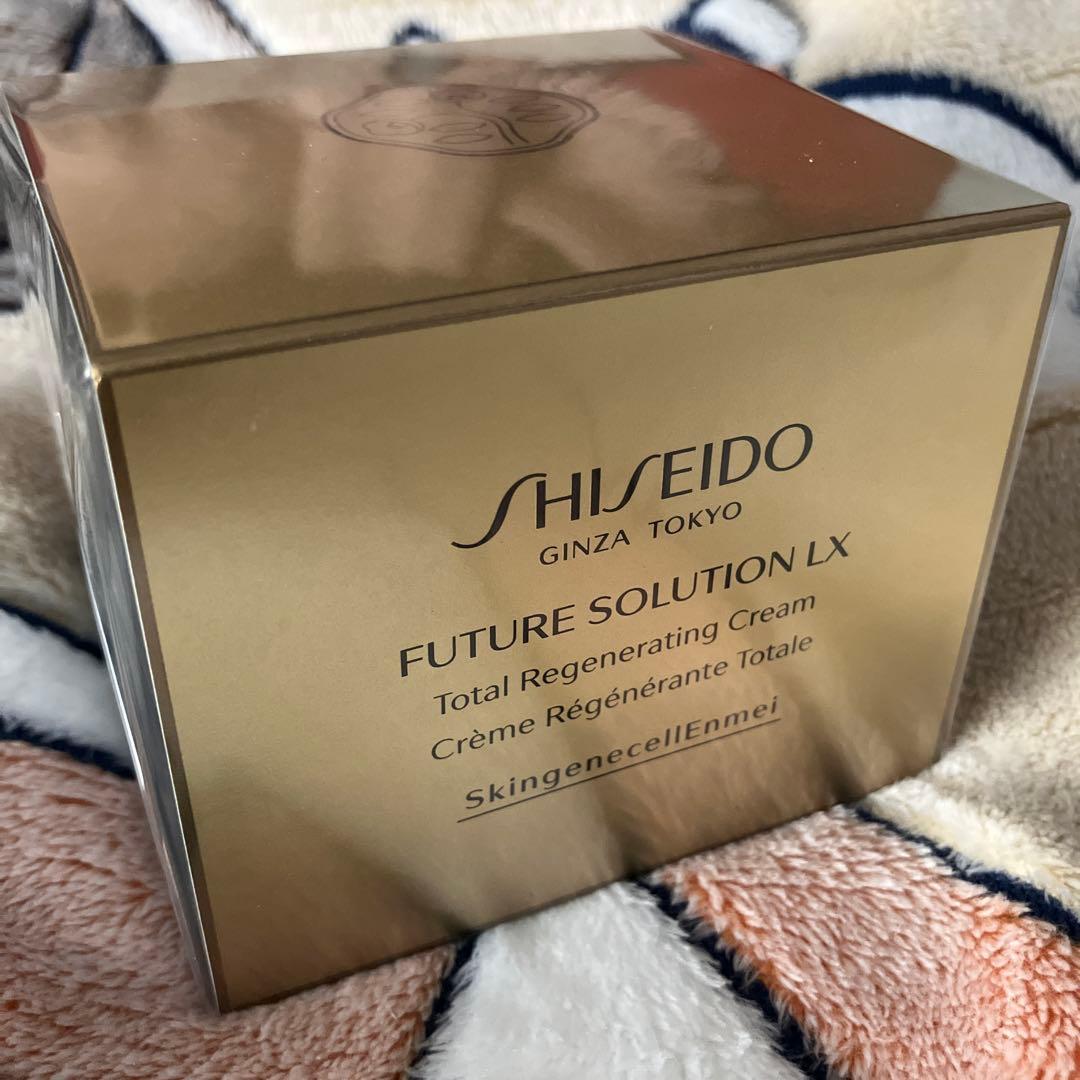 SHISEIDO
GINZA TOKYO
FUTURE SOLUTION LX
Total Regenerating Cream
Crème Régénérante Totale
SkingenecellEnmei